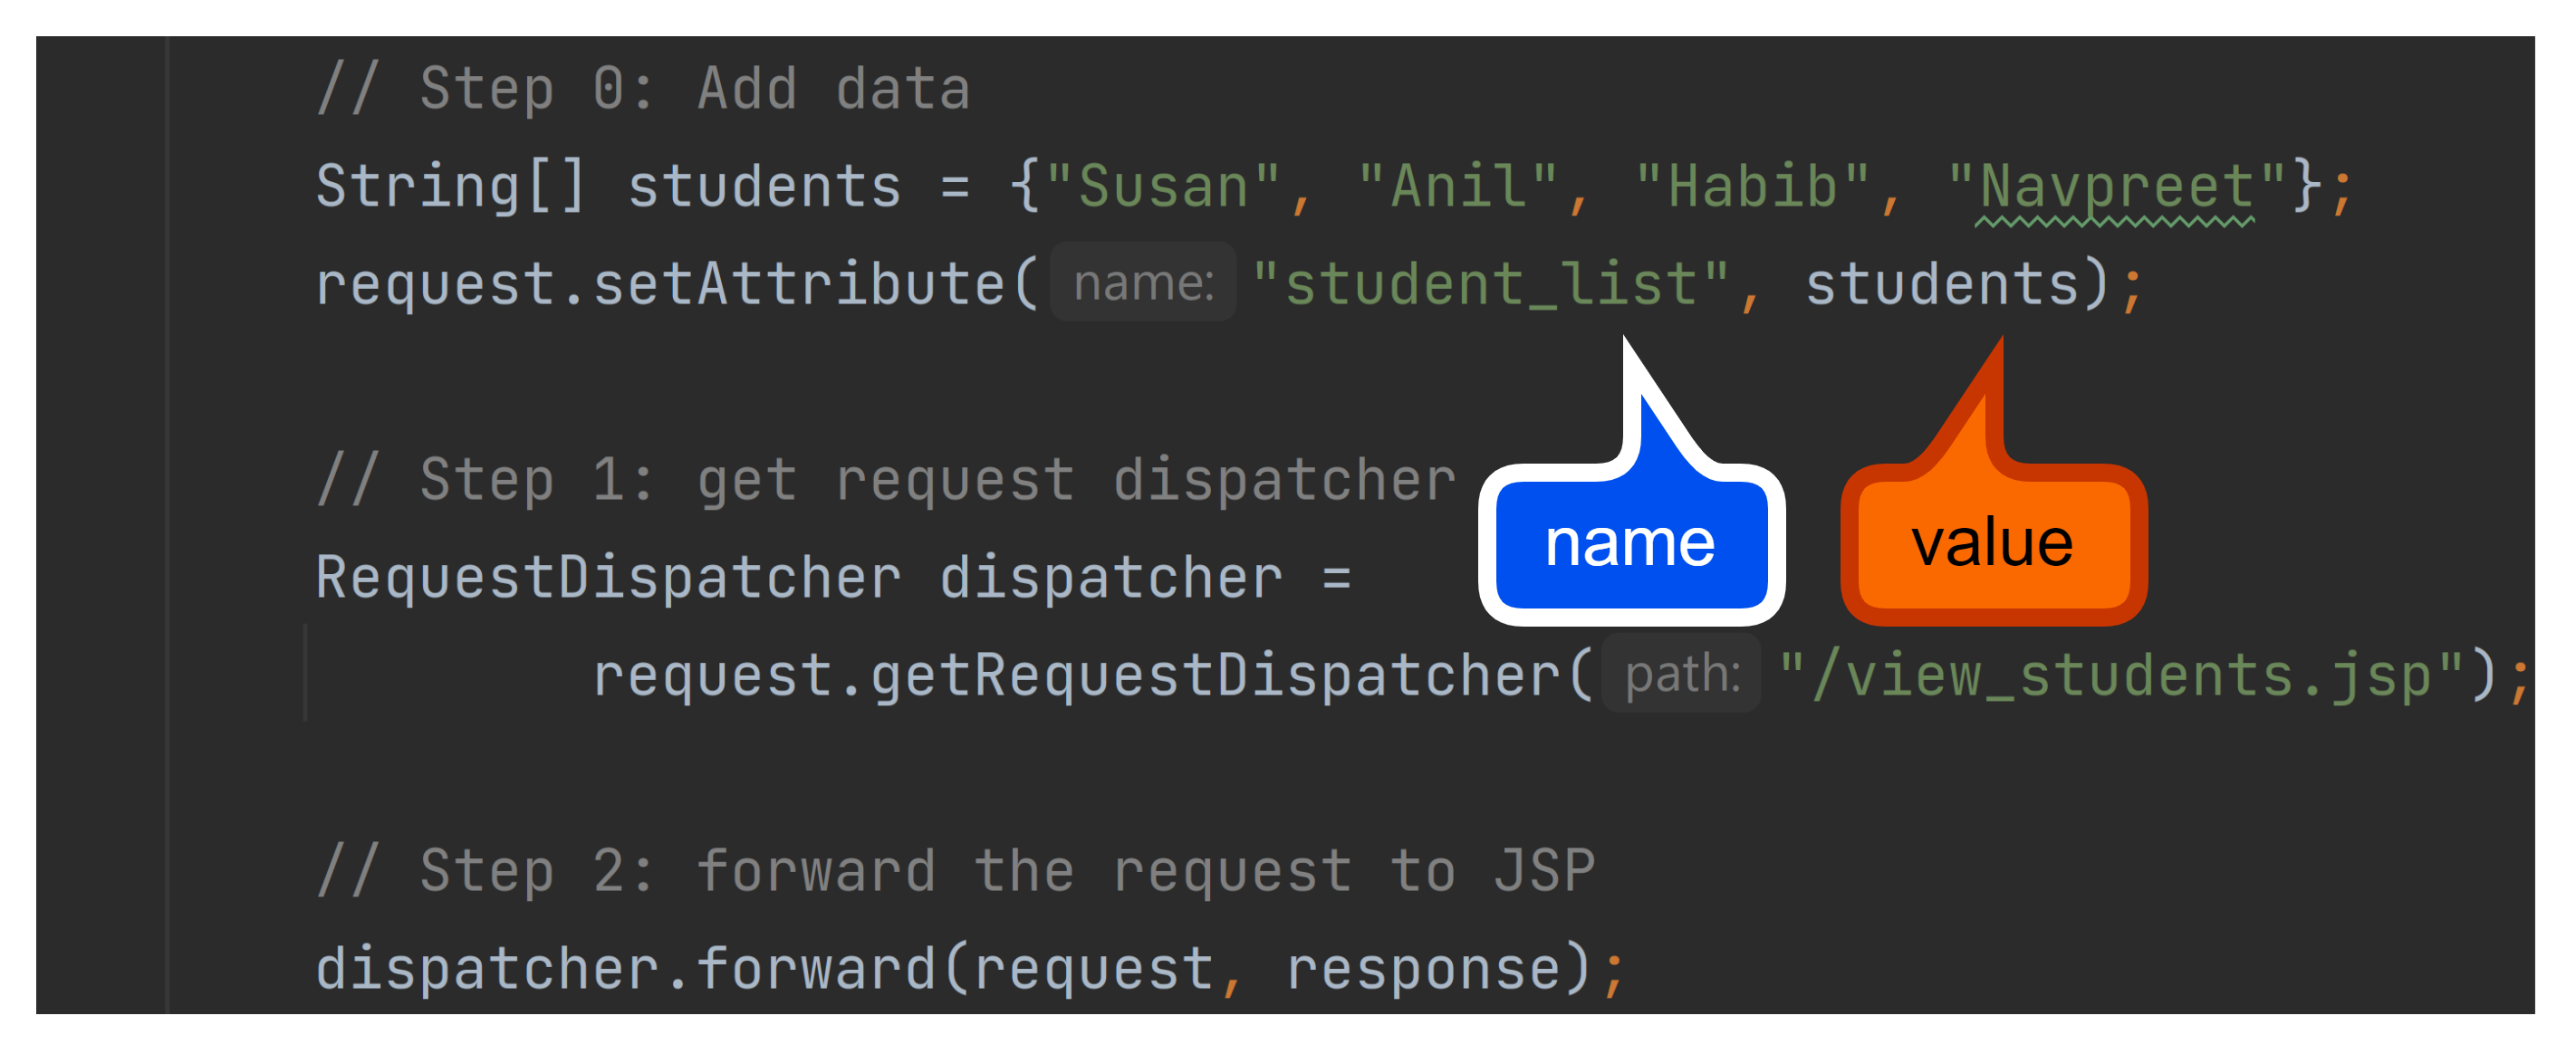 // Step 0: Add data
String[] students = {"Susan", "Anil", "Habib", "Navpreet"};
request.setAttribute( name: "student_list", students);
// Step 1: get request dispatcher
name value
RequestDispatcher dispatcher =
request.getRequestDispatcher( path: "/view_students.jsp");
// Step 2: forward the request to JSP
dispatcher.forward(request, response);